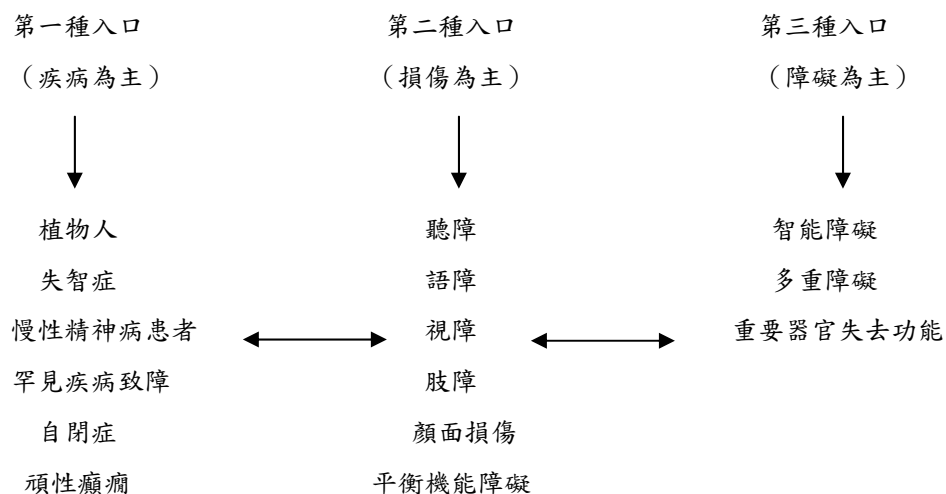 第一種入口
（疾病為主）
植物人
失智症
慢性精神病患者
罕見疾病致障
自閉症
頑性癲癇
第二種入口
（損傷為主）
聽障
語障
視障
肢障
顏面損傷
平衡機能障礙
第三種入口
（障礙為主）
智能障礙
多重障礙
重要器官失去功能